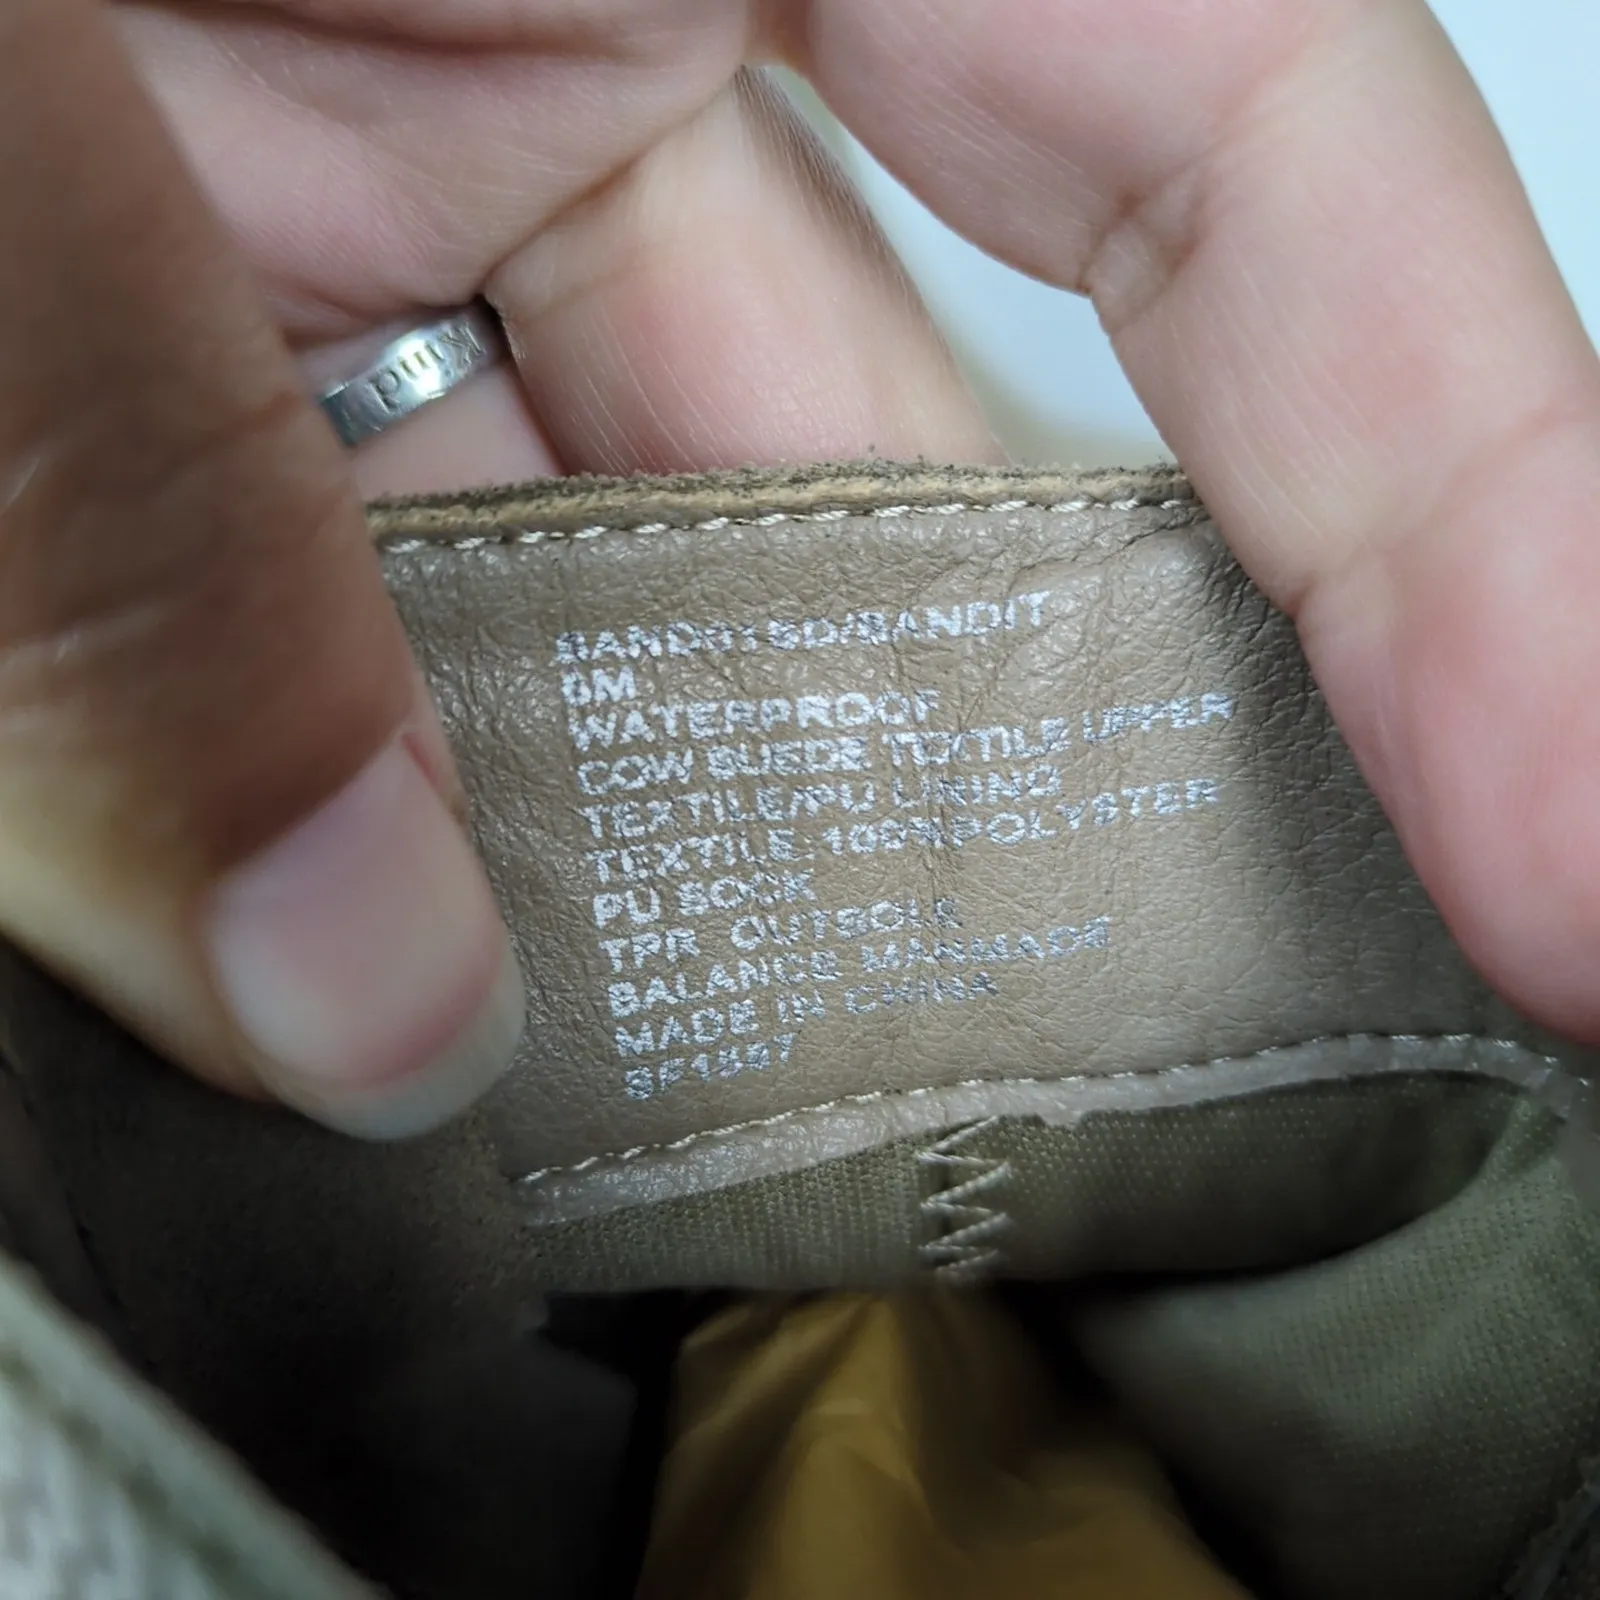 Kind
BANDIT
6M
WATERPROOF
COW SUEDE TEXTILE UPPER
TEXTILE/PU LINING
TEXTILE:100%POLYSTER
PU SOCK
TPR OUTSOLE
BALANCE MANMADE
MADE IN CHINA